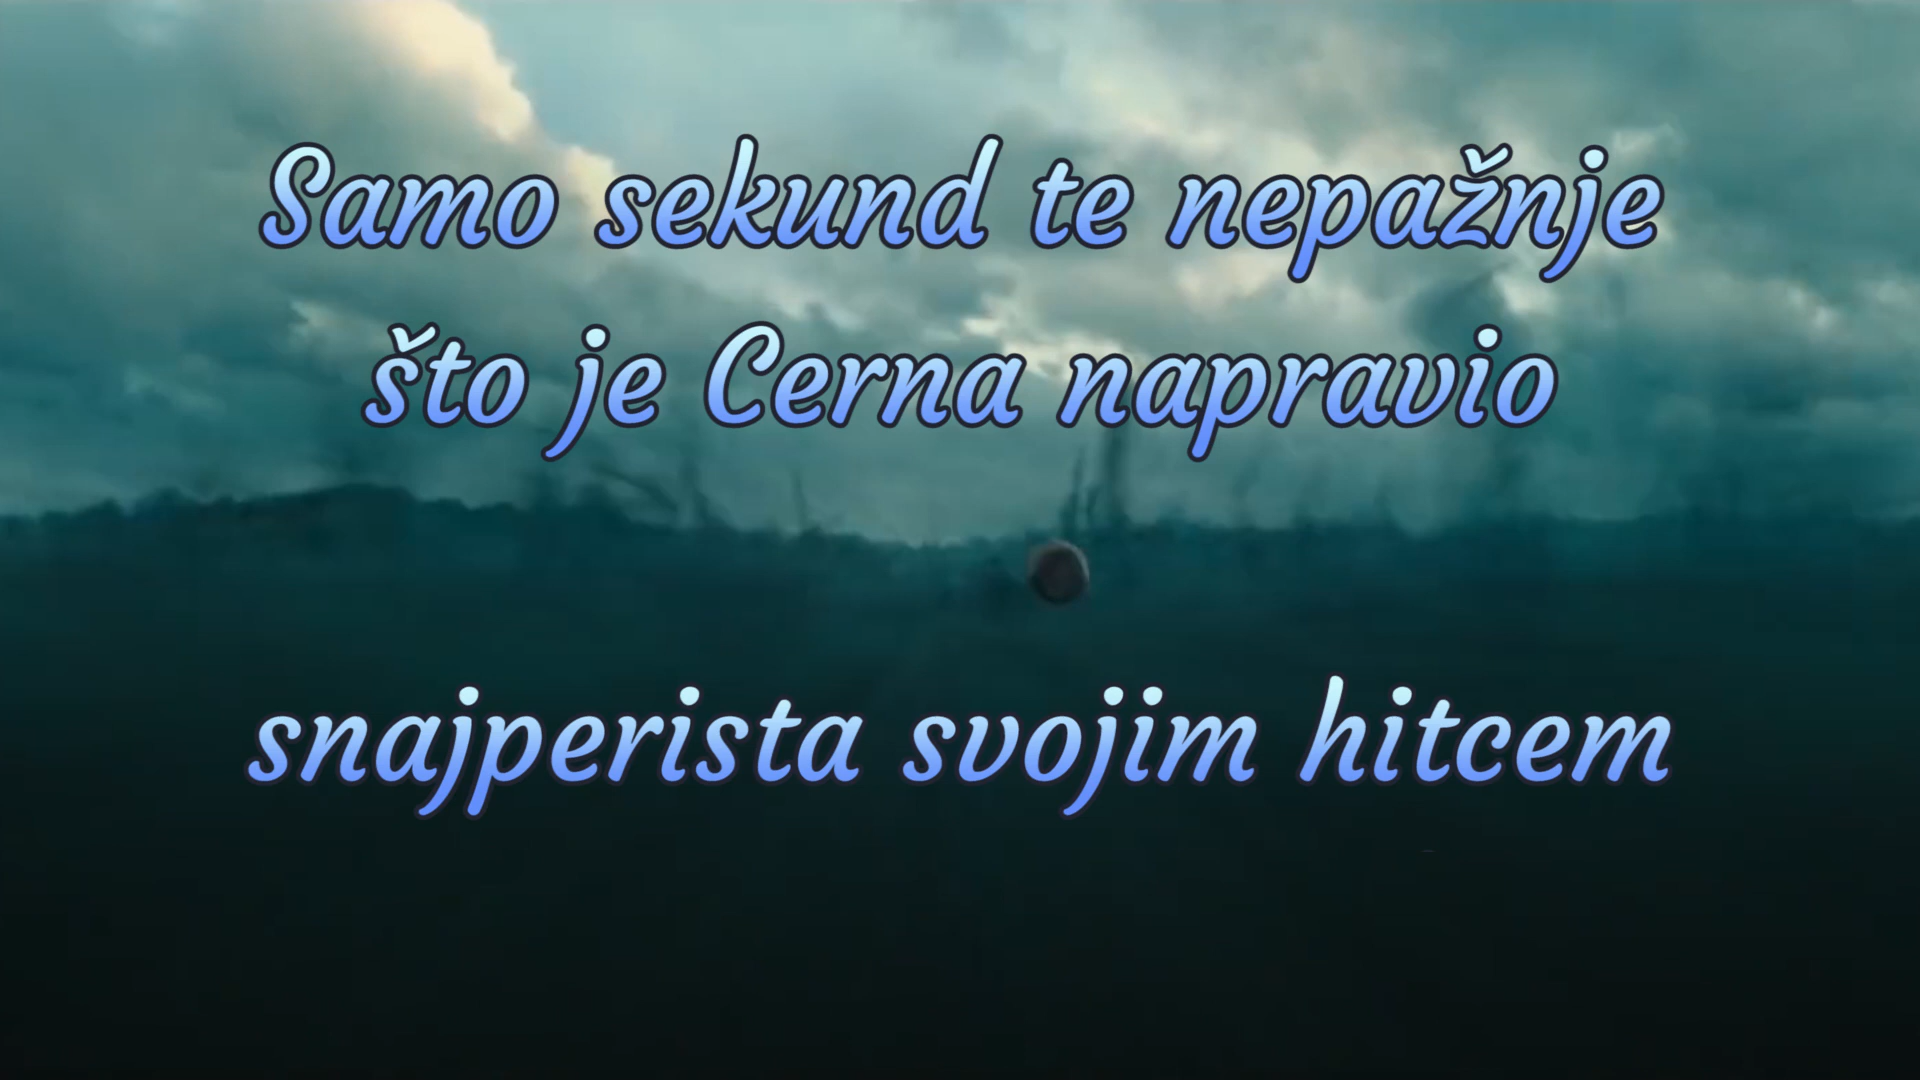 Samo sekund te nepažnje
što je Cerna napravio
snajperista svojim hitcem